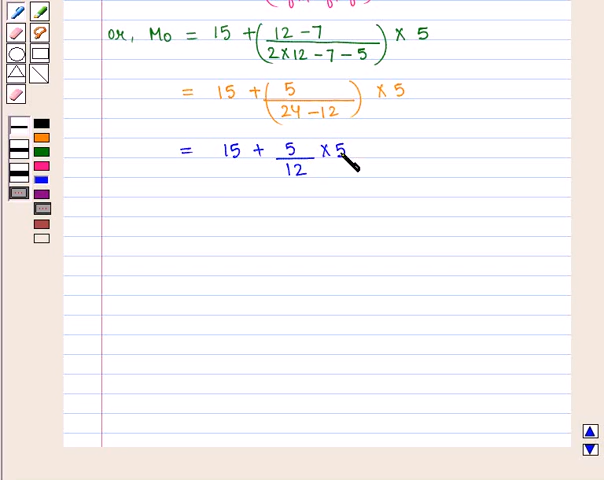 or, Mo = 15 + (12 - 7 / 2×12 - 7 - 5) × 5
= 15 + (5 / 24 - 12) × 5
= 15 + 5/12 × 5